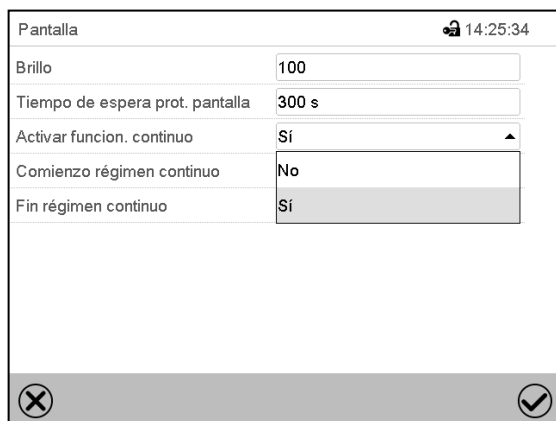 Pantalla 14:25:34
Brillo 100
Tiempo de espera prot. pantalla 300 s
Activar funcion. continuo Sí
Comienzo régimen continuo No
Fin régimen continuo Sí